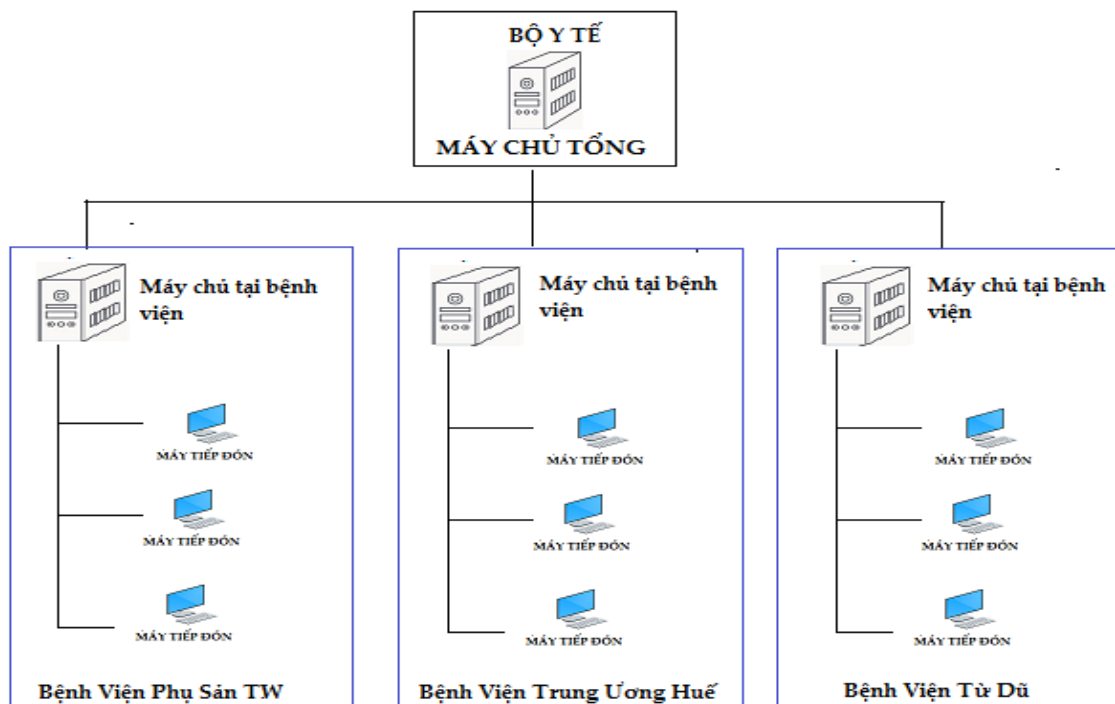 BỘ Y TẾ
MÁY CHỦ TỔNG
Máy chủ tại bệnh
viện
MÁY TIẾP ĐÓN
MÁY TIẾP ĐÓN
MÁY TIẾP ĐÓN
Bệnh Viện Phụ Sản TW
Máy chủ tại bệnh
viện
MÁY TIẾP ĐÓN
MÁY TIẾP ĐÓN
MÁY TIẾP ĐÓN
Bệnh Viện Trung Ương Huế
Máy chủ tại bệnh
viện
MÁY TIẾP ĐÓN
MÁY TIẾP ĐÓN
MÁY TIẾP ĐÓN
Bệnh Viện Từ Dũ